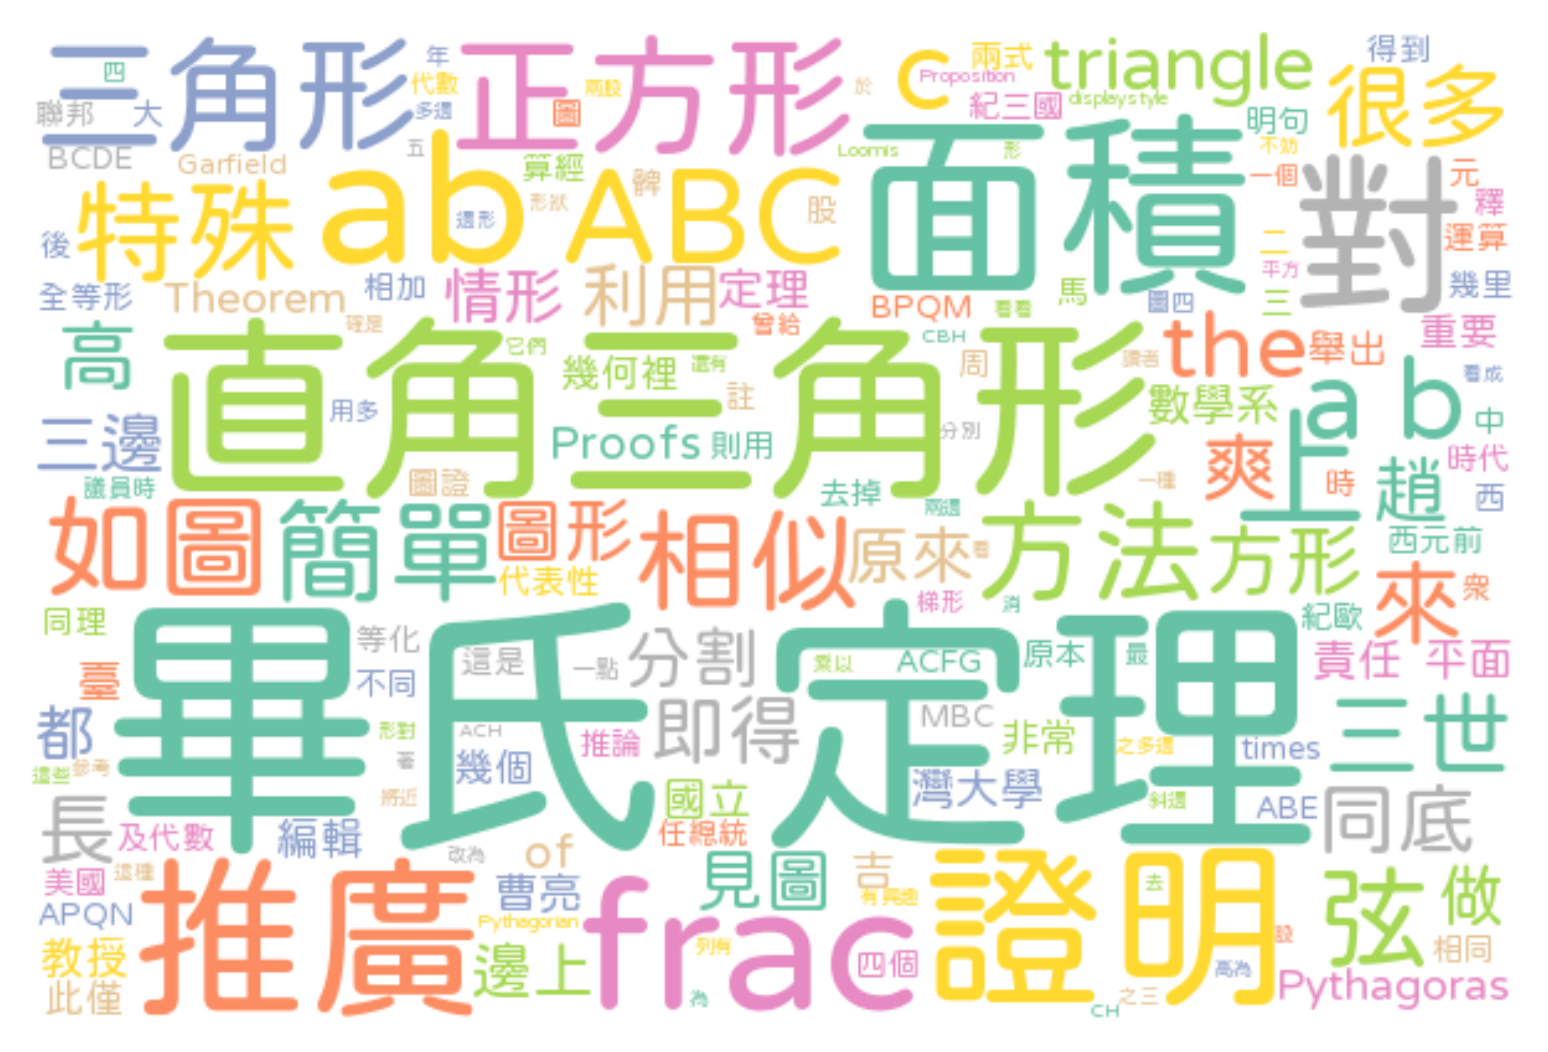 三角形 正方形 c 兩式 triangle 得到
四 年 代數 兩股 於 Proposition 很多
聯邦 大 多邊 圖 紀三國 displaystyle 明句
BCDE Garfield 五 算經 Loomis 形 不妨 一個 元
特殊 ab ABC 面積 對
髀 形狀 股 邊形 釋
後 二 運算
全等形 Theorem 相加 情形 利用 定理 平方 幾里
BPQM 看看 馬 圖四 三
高 確是 曾給 CBH the 舉出 重要
直角三角形 它們 幾何裡 還有 周 讀者 看成
三邊 用多 註 數學系 a b 中
Proofs 則用 分別 上
議員時 圖證 去掉 一種 爽 時 趙 時代 西
如圖 簡單 圖形 相似 原來 看 兩邊 方法 方形 西元前
代表性 梯形 消 來 眾
同理 等化 紀歐
畢氏定理 這是 一點 分割 乘以 ACFG 原本 最 責任 平面
臺 不同
都 形對 ACH 推論 即得 MBC 非常 之多邊 times 三世
這些 參考 著 幾個
長 將近 國立 灣大學 斜邊 ABE 同底
及代數 編輯 任總統
美國 這種 改為 of 見圖 吉
APQN 推廣 曹亮 frac 有興趣 證明 去 弦 做
Pythagorian
教授 邊上 列有 四個 高為 股 相同
此僅 為 之三 Pythagoras
CH